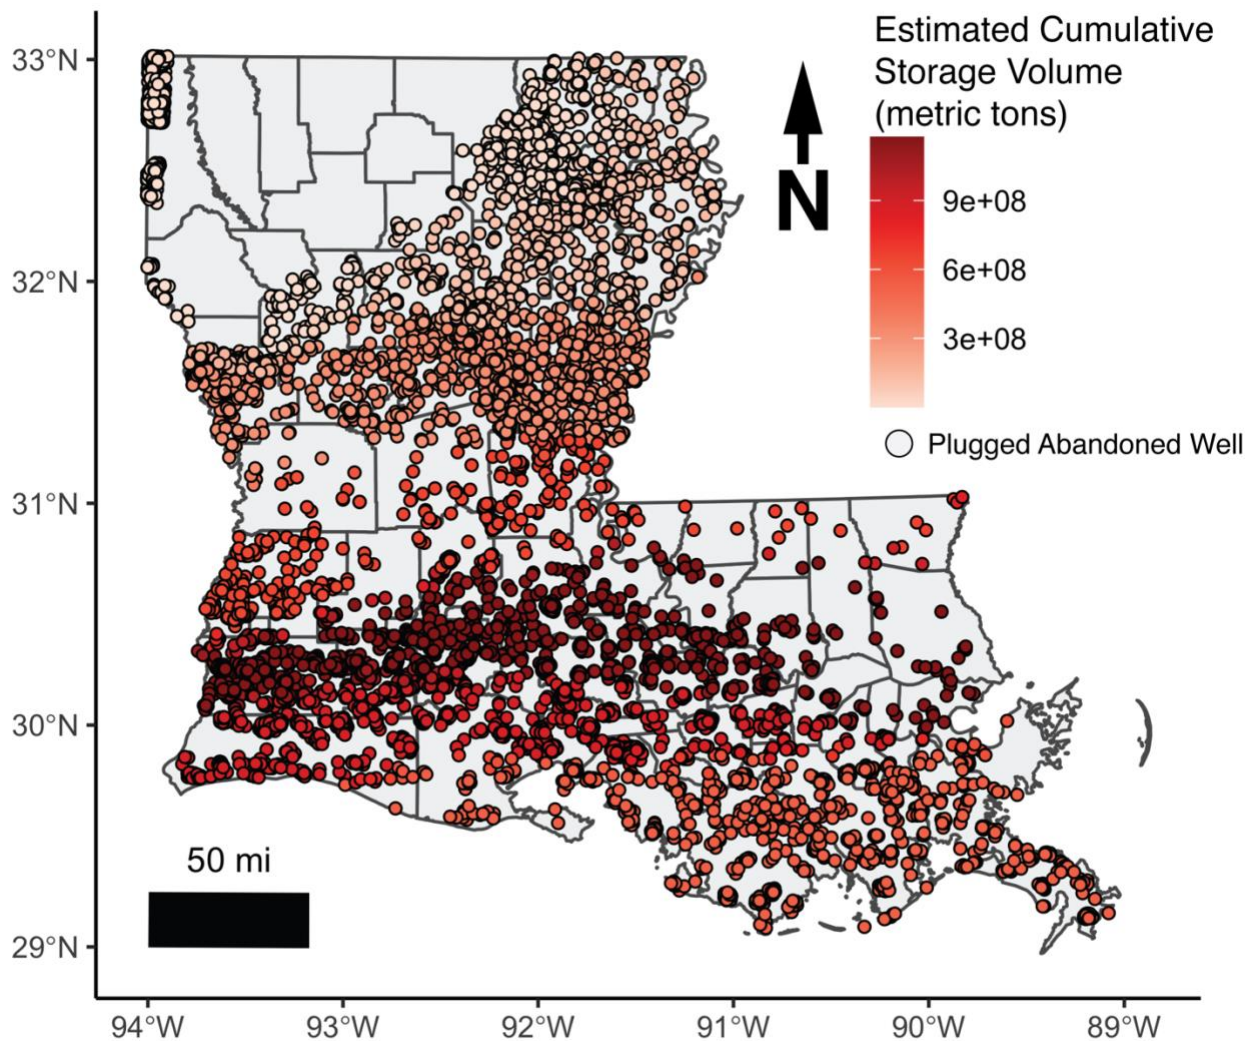 Estimated Cumulative
Storage Volume
(metric tons)
9e+08
6e+08
3e+08
Plugged Abandoned Well
N
33°N
32°N
31°N
30°N
29°N
50 mi
94°W
93°W
92°W
91°W
90°W
89°W